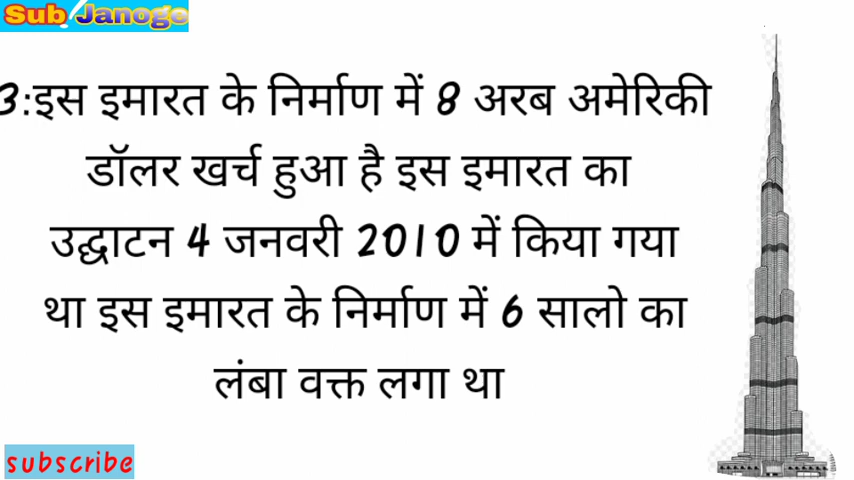 Sub Janoge
3:इस इमारत के निर्माण में 8 अरब अमेरिकी
डॉलर खर्च हुआ है इस इमारत का
उद्घाटन 4 जनवरी 2010 में किया गया
था इस इमारत के निर्माण में 6 सालो का
लंबा वक्त लगा था
subscribe